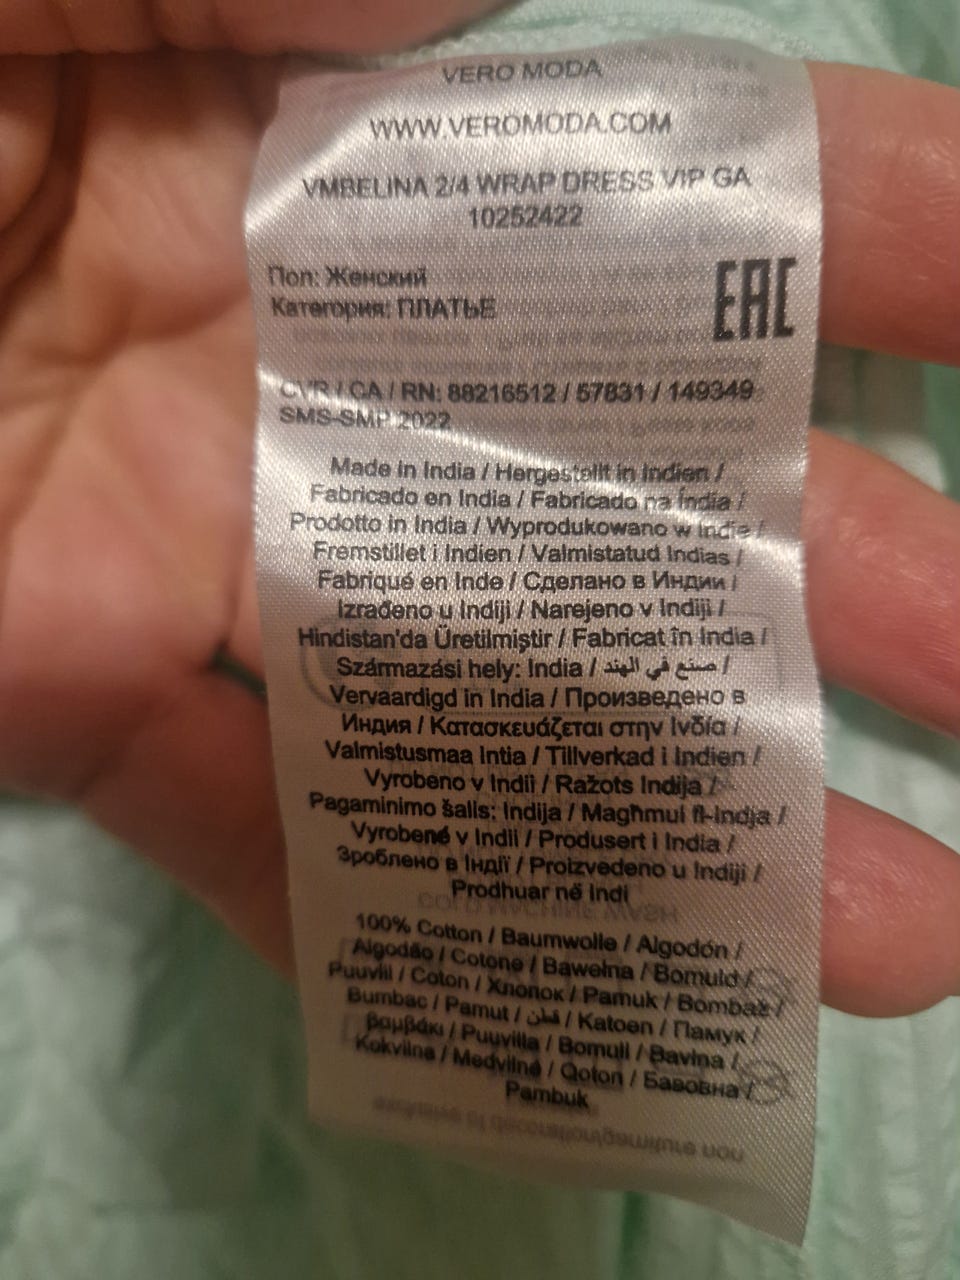 VERO MODA
WWW.VEROMODA.COM
VMBELINA 2/4 WRAP DRESS VIP GA
10252422
Пол: Женский
Категория: ПЛАТЬЕ
EAC
CVR / CA / RN: 88216512 / 57831 / 149349
SMS-SMP 2022
Made in India / Hergestellt in Indien /
Fabricado en India / Fabricado na Índia /
Prodotto in India / Wyprodukowano w Indie /
Fremstillet i Indien / Valmistatud Indias /
Fabriqué en Inde / Сделано в Индии /
Izrađeno u Indiji / Narejeno v Indiji /
Hindistan'da Üretilmiştir / Fabricat în India /
Származási hely: India / صنع في الهند /
Vervaardigd in India / Произведено в
Индия / Κατασκευάζεται στην Ινδία /
Valmistusmaa Intia / Tillverkad i Indien /
Vyrobeno v Indii / Ražots Indija /
Pagaminimo šalis: Indija / Magħmul fl-Indja /
Vyrobené v Indii / Produsert i India /
Зроблено в Індії / Proizvedeno u Indiji /
Prodhuar në Indi
100% Cotton / Baumwolle / Algodón /
Algodão / Cotone / Bawełna / Bomuld /
Puuvill / Coton / Хлопок / Pamuk / Bombaž /
Bumbac / Pamut / قطن / Katoen / Памук /
Βαμβάκι / Puuvilla / Bomull / Bavlna /
Kokvilna / Medvilnė / Qoton / Бавовна /
Pambuk